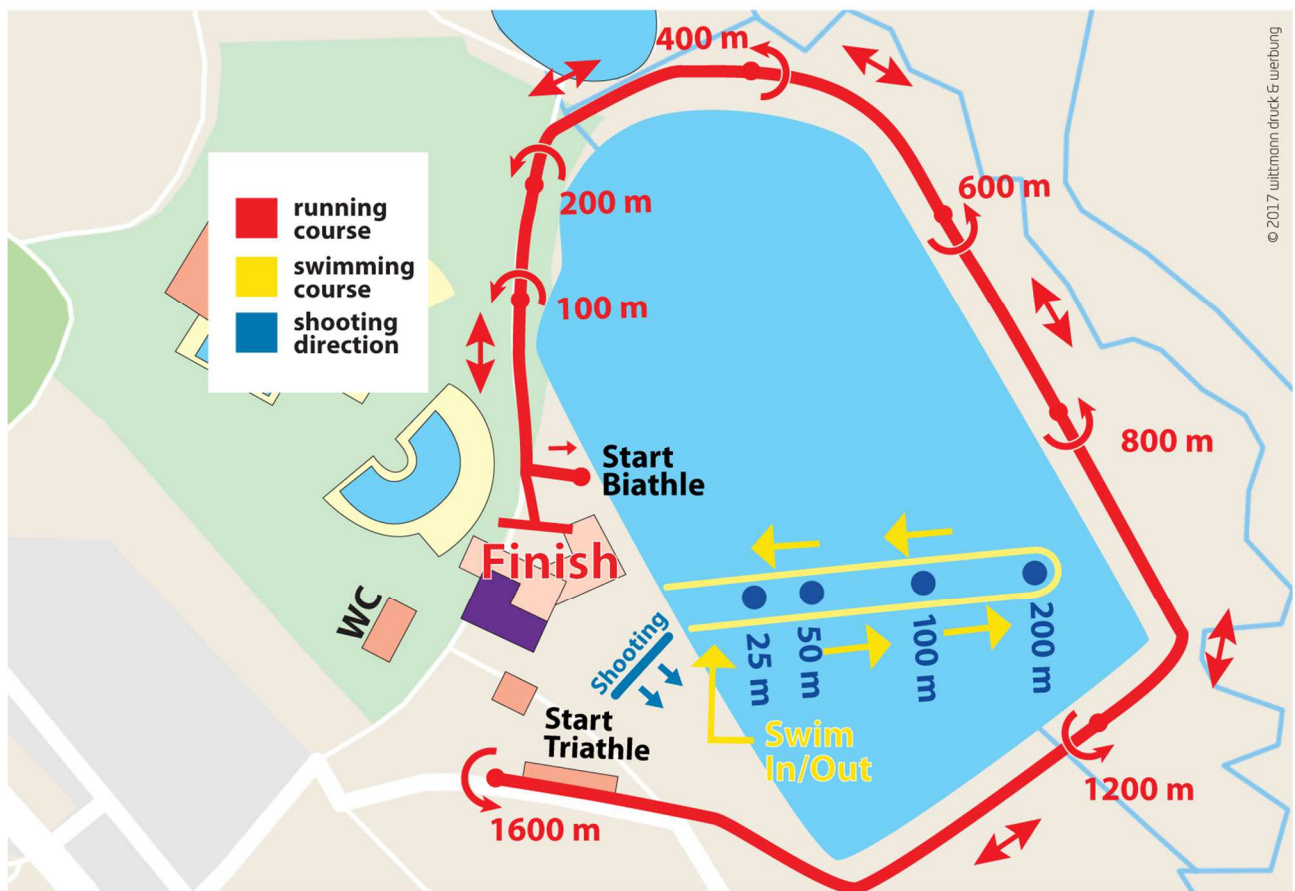 400 m
© 2017 wittmann druck & werbung
running
course
swimming
course
shooting
direction
200 m
600 m
100 m
800 m
Start
Biathle
Finish
WC
Shooting
25 m
50 m
100 m
200 m
Start
Triathle
Swim
In/Out
1200 m
1600 m